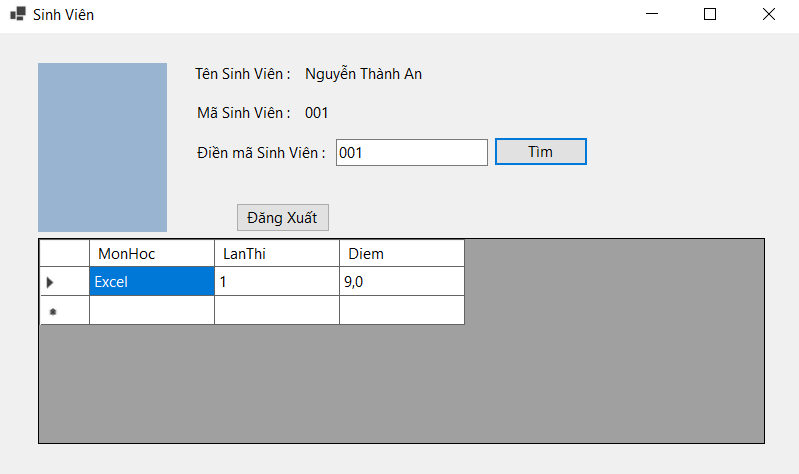 Sinh Viên
Tên Sinh Viên : Nguyễn Thành An
Mã Sinh Viên : 001
Điền mã Sinh Viên : 001 Tìm
Đăng Xuất
MonHoc LanThi Diem
Excel 1 9,0